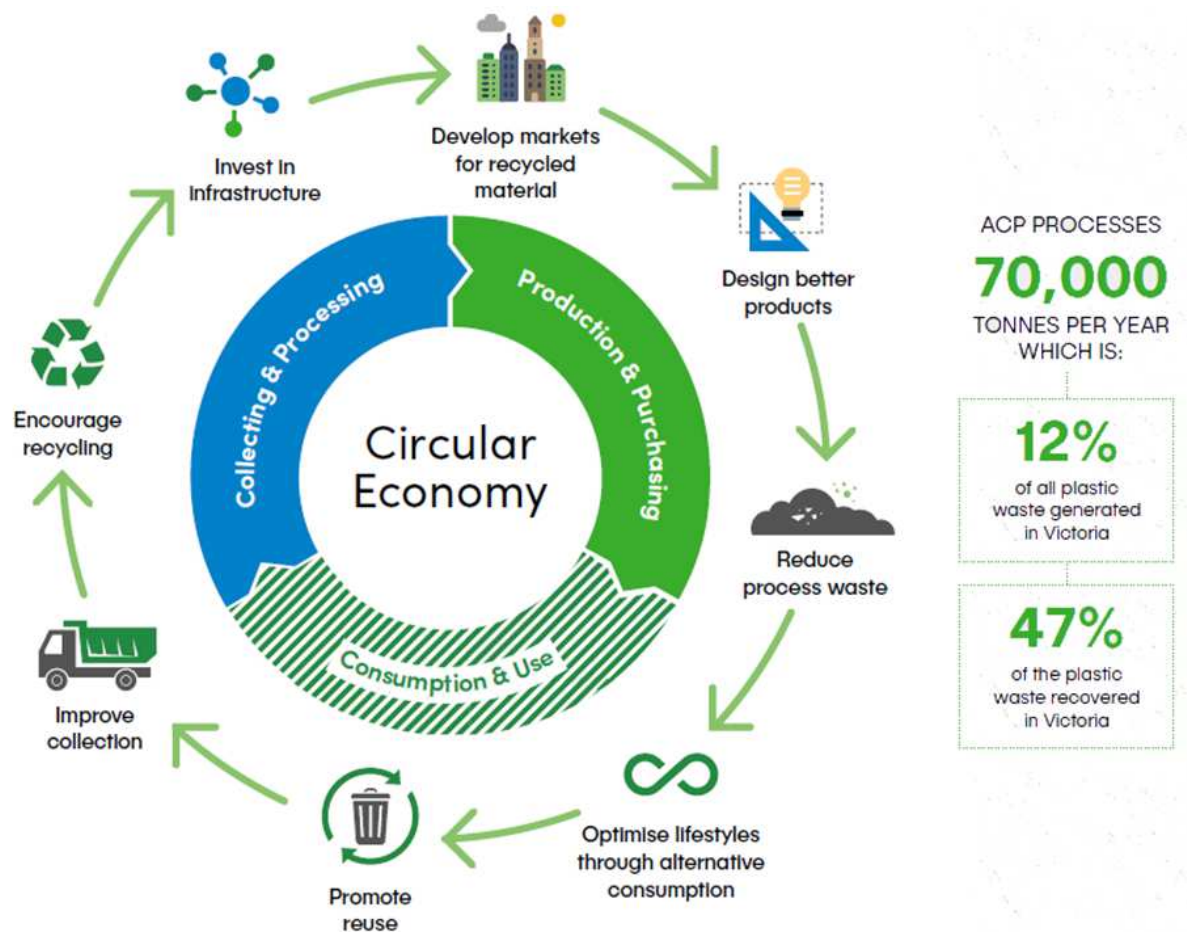 Develop markets
for recycled
material
Design better
products
Reduce
process waste
Optimise lifestyles
through alternative
consumption
Promote
reuse
Improve
collection
Encourage
recycling
Invest in
infrastructure
Collecting & Processing
Production & Purchasing
Consumption & Use
Circular
Economy
ACP PROCESSES
70,000
TONNES PER YEAR
WHICH IS:
12%
of all plastic
waste generated
in Victoria
47%
of the plastic
waste recovered
in Victoria